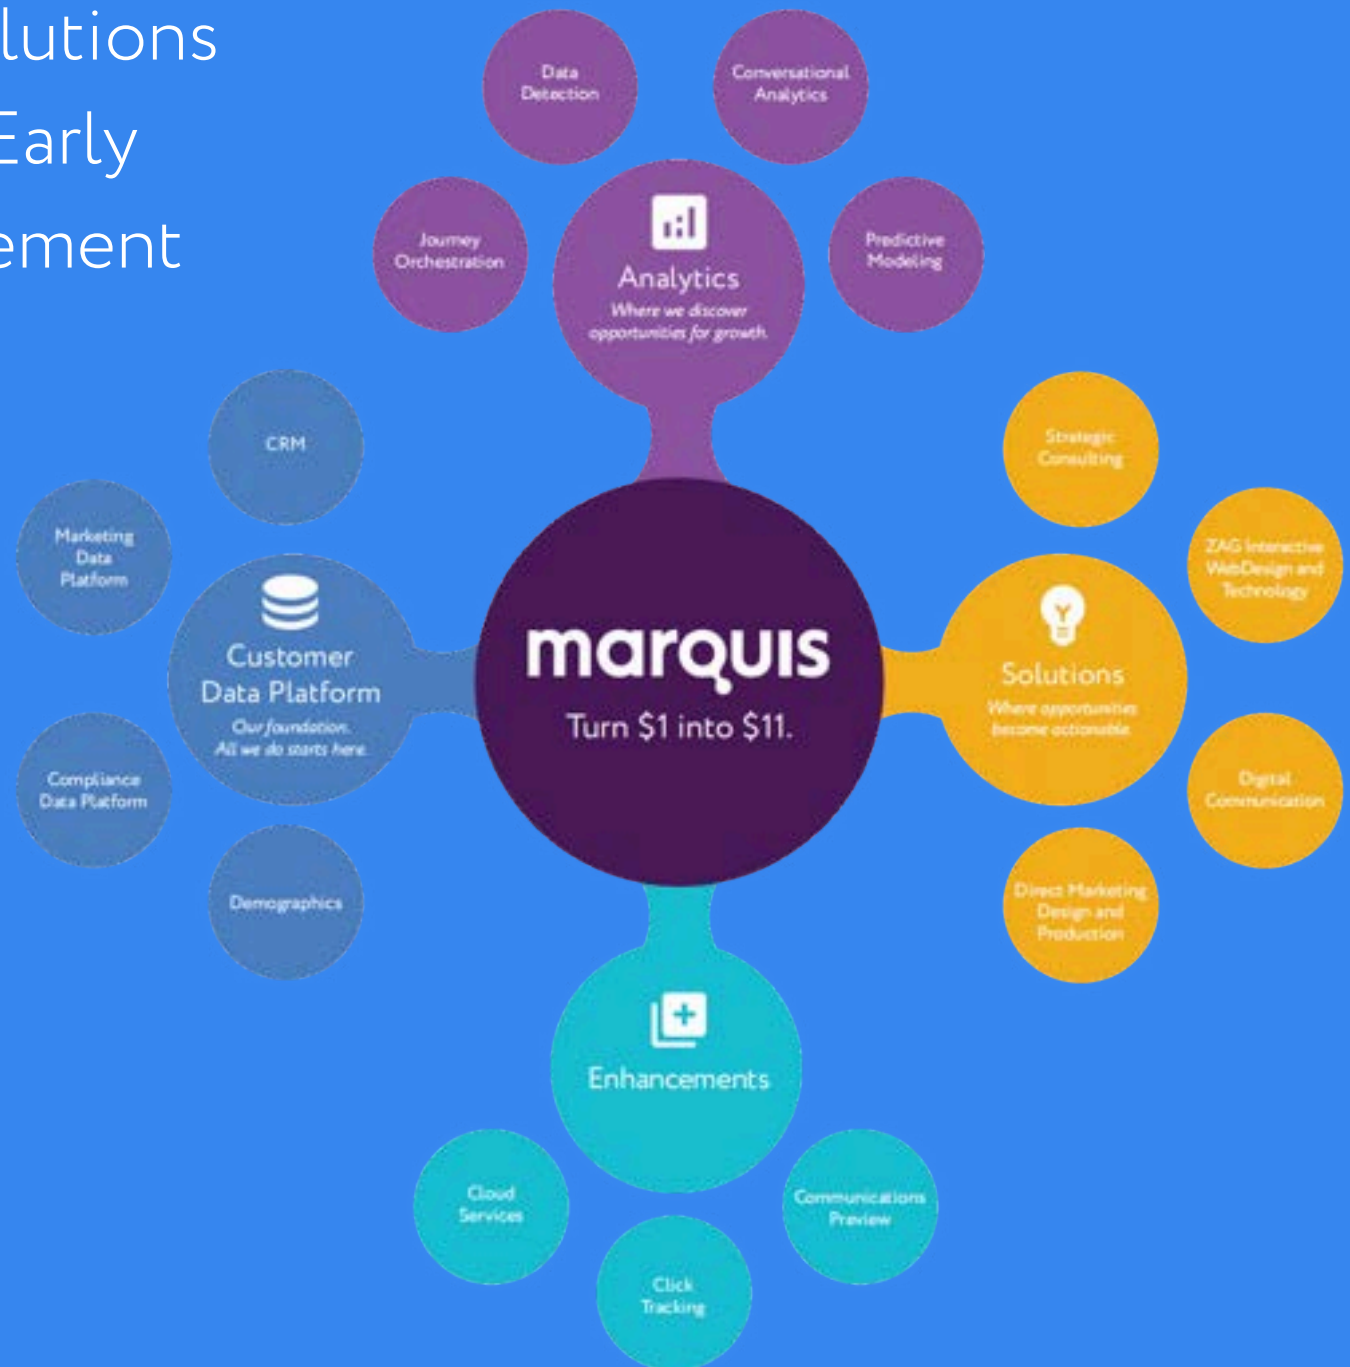 lutions
Early
ement
Data
Detection
Conversational
Analytics
Journey
Orchestration
Analytics
Where we discover
opportunities for growth.
Predictive
Modeling
CRM
Marketing
Data
Platform
Customer
Data Platform
Our foundation.
All we do starts here.
Compliance
Data Platform
Demographics
marquis
Turn $1 into $11.
Strategic
Consulting
ZAG Interactive
WebDesign and
Technology
Solutions
Where opportunities
become actionable
Digital
Communication
Direct Marketing
Design and
Production
Enhancements
Cloud
Services
Click
Tracking
Communications
Preview